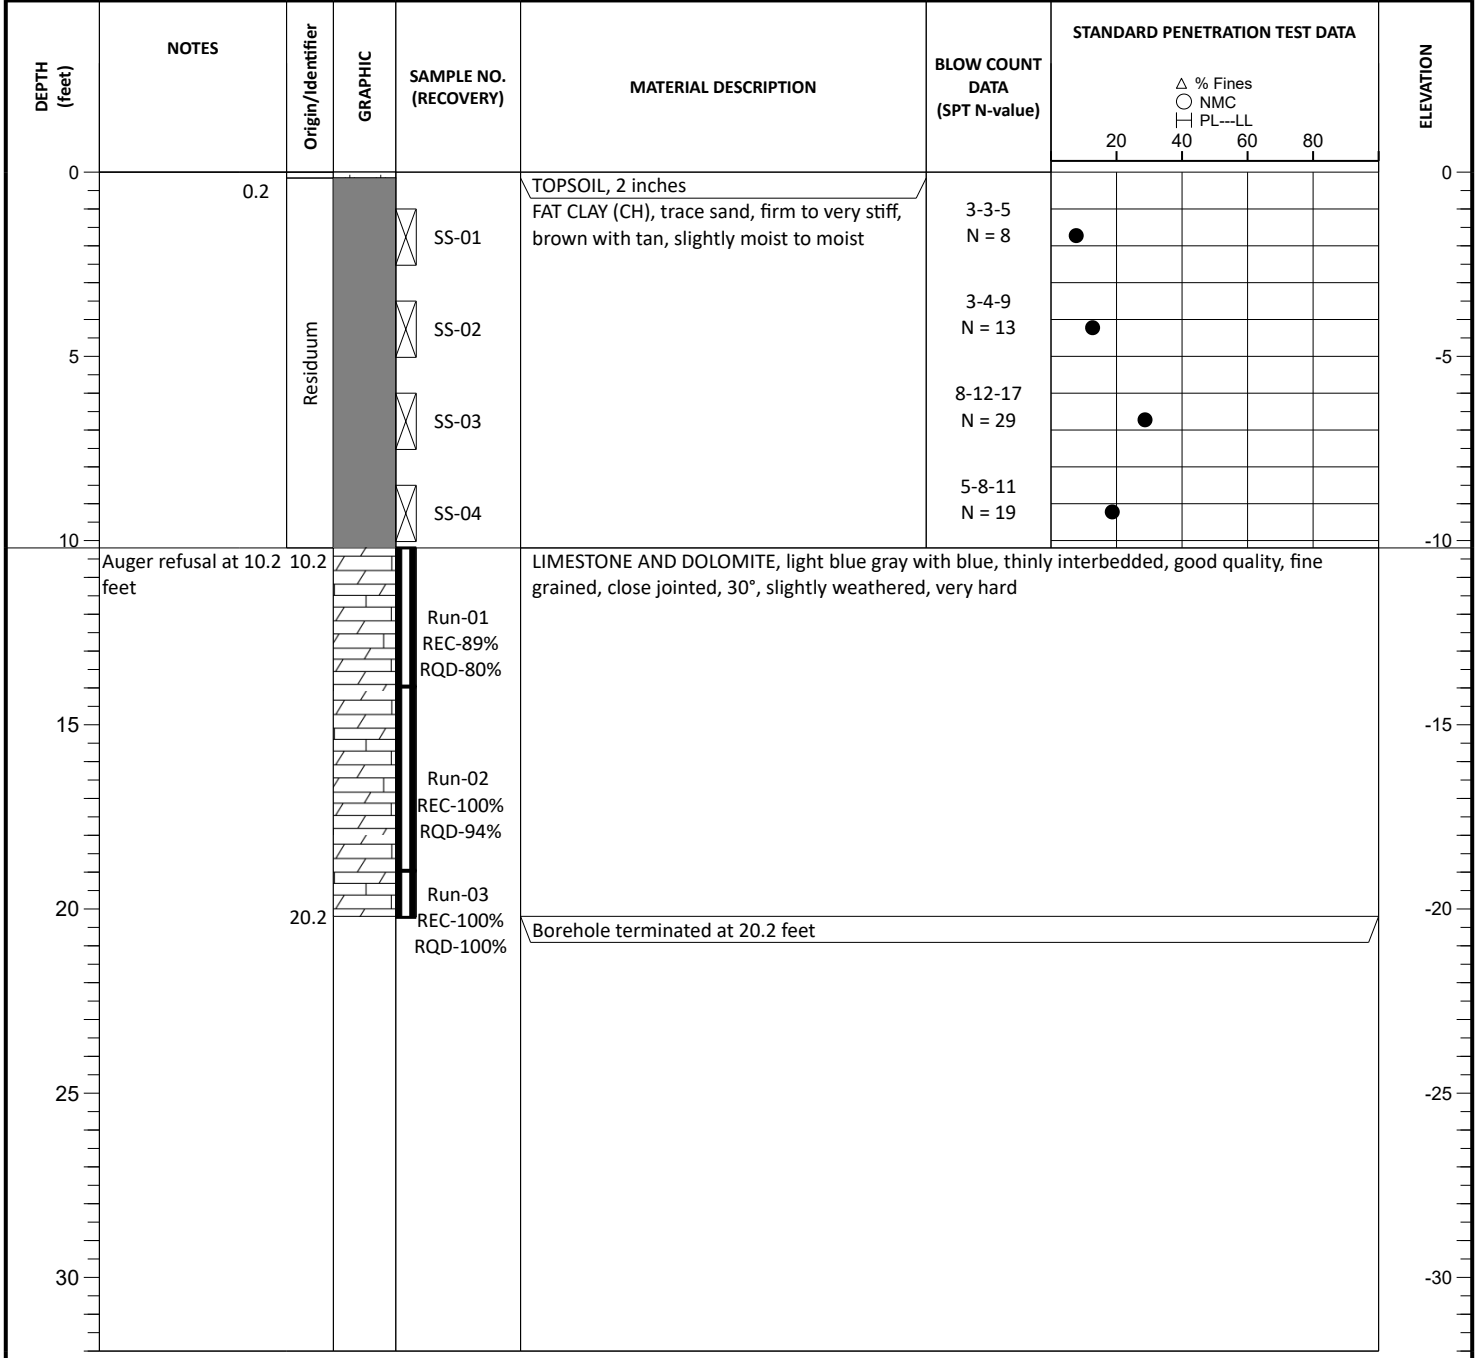 DEPTH
(feet)
NOTES
Origin/Identifier
GRAPHIC
SAMPLE NO.
(RECOVERY)
MATERIAL DESCRIPTION
BLOW COUNT
DATA
(SPT N-value)
STANDARD PENETRATION TEST DATA
△ % Fines
○ NMC
PL---LL
20 40 60 80
ELEVATION
0
0
0.2
TOPSOIL, 2 inches
FAT CLAY (CH), trace sand, firm to very stiff,
brown with tan, slightly moist to moist
SS-01
3-3-5
N = 8
SS-02
3-4-9
N = 13
Residuum
5
-5
SS-03
8-12-17
N = 29
SS-04
5-8-11
N = 19
10
-10
Auger refusal at 10.2
feet
10.2
LIMESTONE AND DOLOMITE, light blue gray with blue, thinly interbedded, good quality, fine
grained, close jointed, 30°, slightly weathered, very hard
Run-01
REC-89%
RQD-80%
15
-15
Run-02
REC-100%
RQD-94%
Run-03
REC-100%
RQD-100%
20
-20
20.2
Borehole terminated at 20.2 feet
25
-25
30
-30